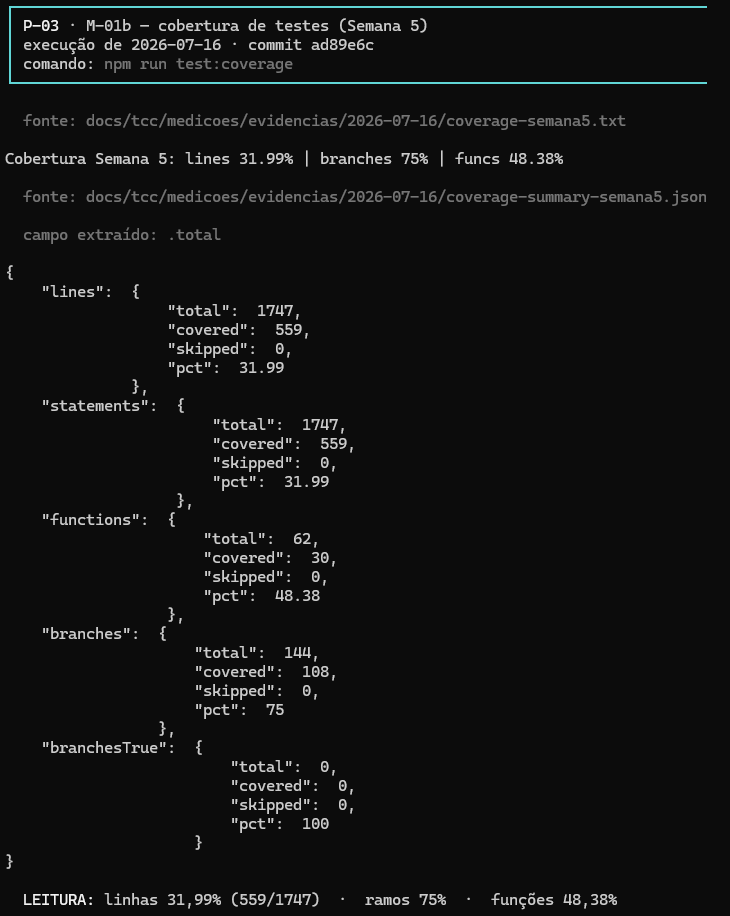 P-03 · M-01b — cobertura de testes (Semana 5)
execução de 2026-07-16 · commit ad89e6c
comando: npm run test:coverage
fonte: docs/tcc/medicoes/evidencias/2026-07-16/coverage-semana5.txt
Cobertura Semana 5: lines 31.99% | branches 75% | funcs 48.38%
fonte: docs/tcc/medicoes/evidencias/2026-07-16/coverage-summary-semana5.json
campo extraído: .total
{
    "lines":  {
                  "total":  1747,
                  "covered":  559,
                  "skipped":  0,
                  "pct":  31.99
              },
    "statements":  {
                       "total":  1747,
                       "covered":  559,
                       "skipped":  0,
                       "pct":  31.99
                   },
    "functions":  {
                      "total":  62,
                      "covered":  30,
                      "skipped":  0,
                      "pct":  48.38
                  },
    "branches":  {
                     "total":  144,
                     "covered":  108,
                     "skipped":  0,
                     "pct":  75
                 },
    "branchesTrue":  {
                         "total":  0,
                         "covered":  0,
                         "skipped":  0,
                         "pct":  100
                     }
}
LEITURA: linhas 31,99% (559/1747)  ·  ramos 75%  ·  funções 48,38%